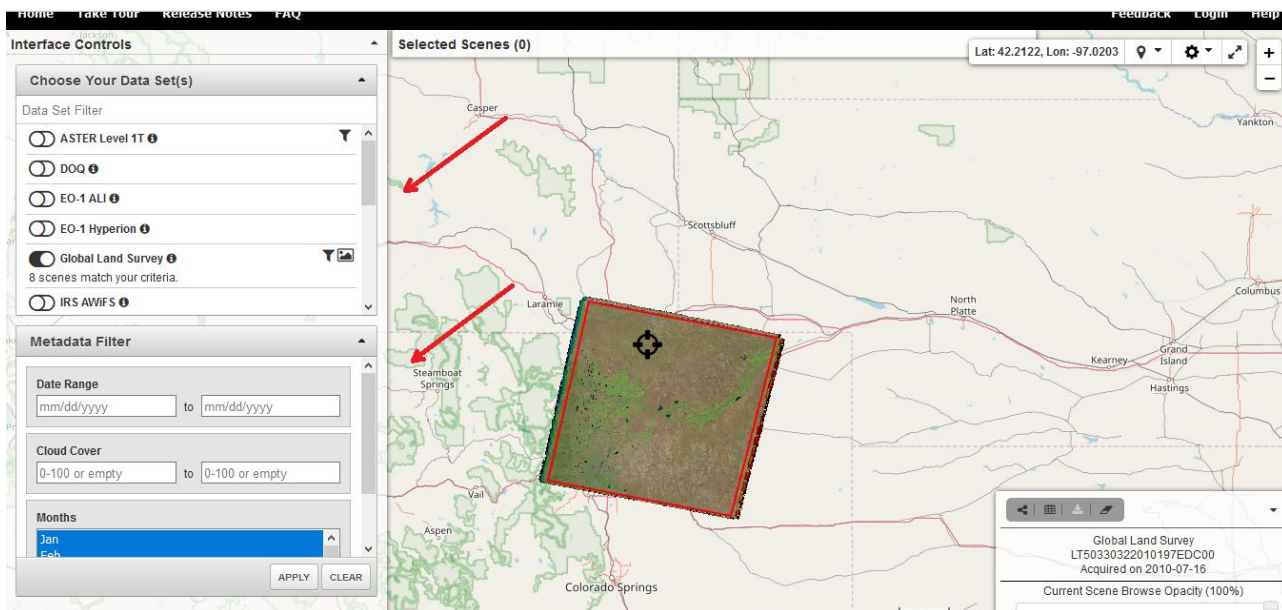 Home Take Tour Release Notes FAQ Feedback Login Help
Interface Controls
Jackson
Choose Your Data Set(s)
Data Set Filter
ASTER Level 1T
DOQ
EO-1 ALI
EO-1 Hyperion
Global Land Survey
8 scenes match your criteria.
IRS AWiFS
Metadata Filter
Date Range
mm/dd/yyyy to mm/dd/yyyy
Cloud Cover
0-100 or empty to 0-100 or empty
Months
Jan
Feb
APPLY CLEAR
Selected Scenes (0)
Lat: 42.2122, Lon: -97.0203
+
−
Casper
Yankton
Scottsbluff
Laramie
North
Platte
Columbus
Grand
Island
Kearney
Hastings
Steamboat
Springs
Vail
Aspen
Colorado Springs
Global Land Survey
LT50330322010197EDC00
Acquired on 2010-07-16
Current Scene Browse Opacity (100%)